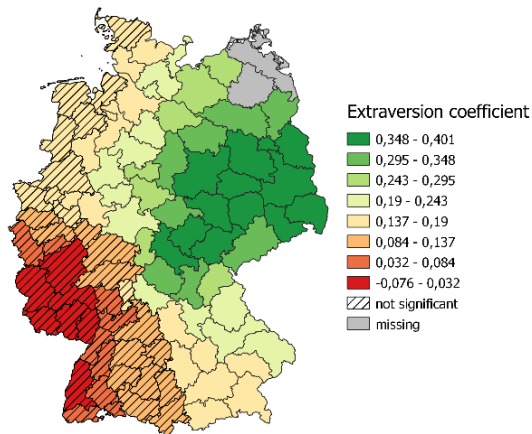 Extraversion coefficient
0,348 - 0,401
0,295 - 0,348
0,243 - 0,295
0,19 - 0,243
0,137 - 0,19
0,084 - 0,137
0,032 - 0,084
-0,076 - 0,032
not significant
missing